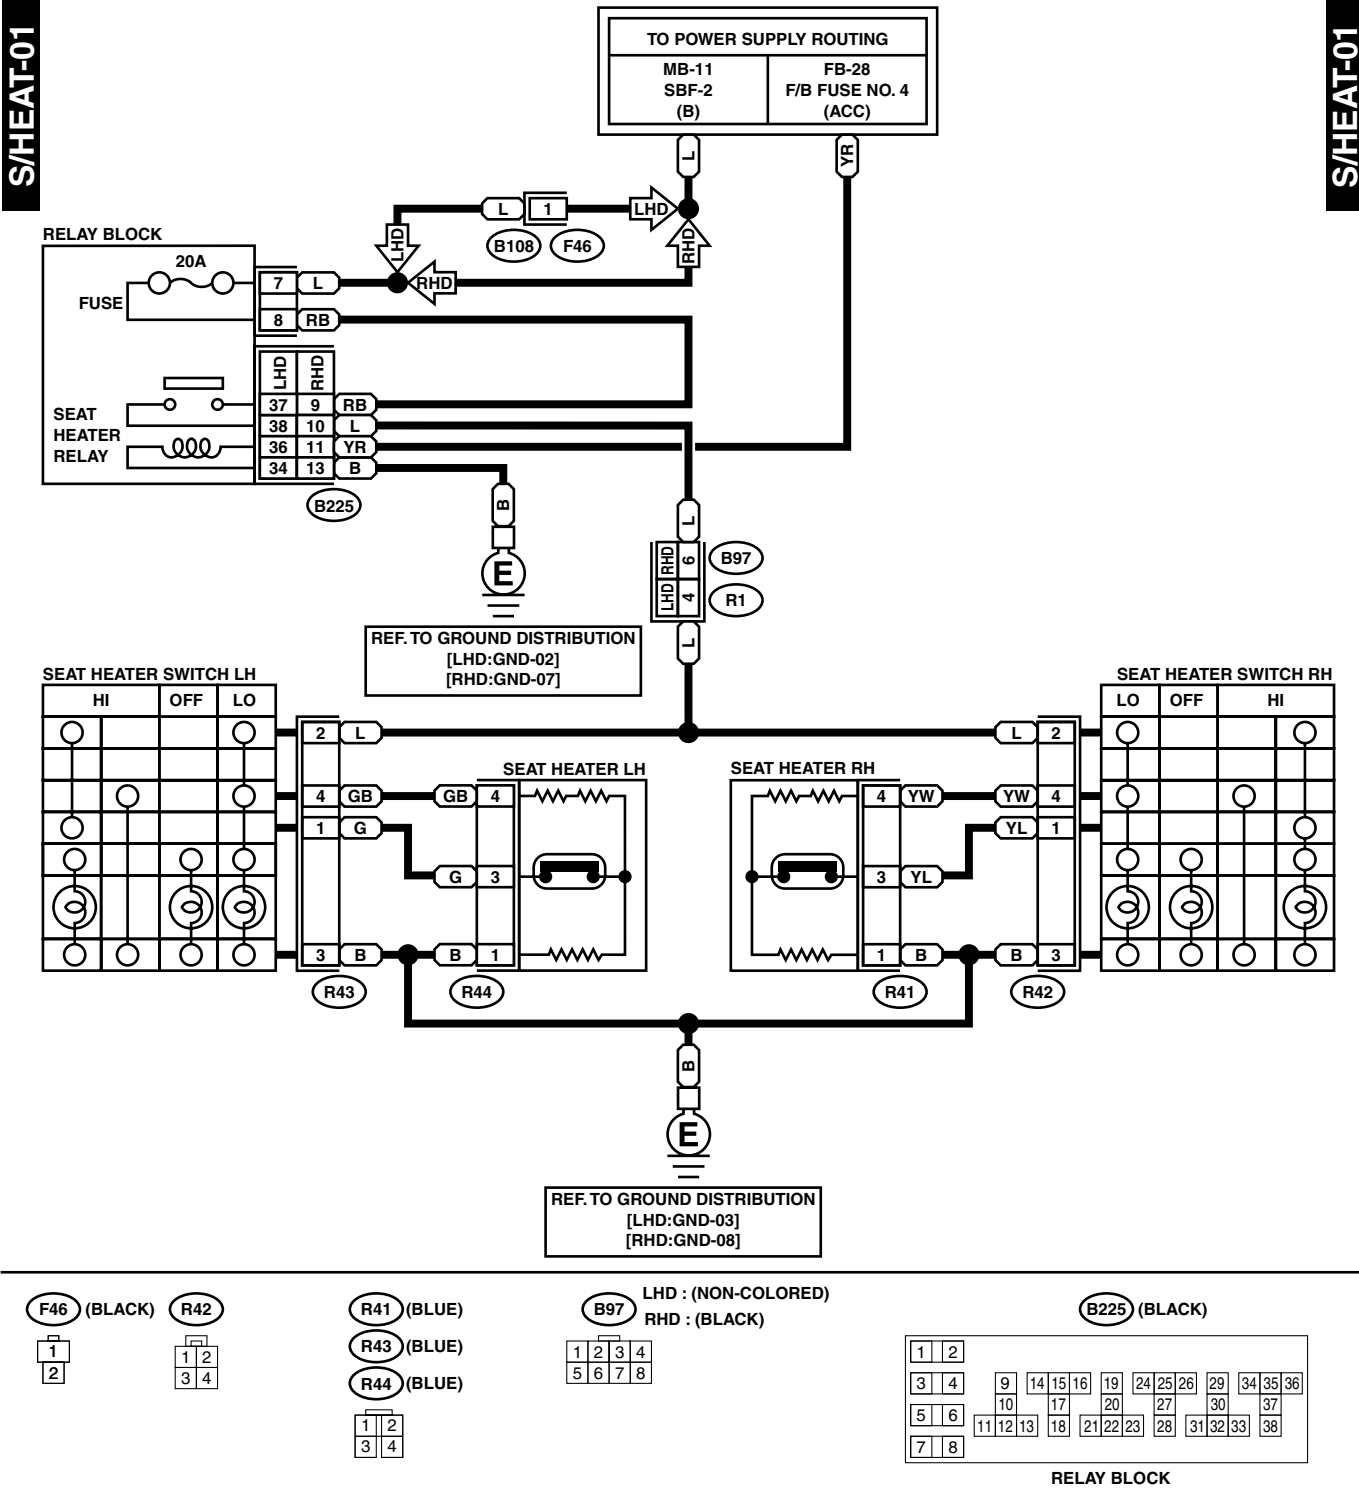 S/HEAT-01
S/HEAT-01
TO POWER SUPPLY ROUTING
MB-11
SBF-2
(B)
FB-28
F/B FUSE NO. 4
(ACC)
L
YR
L
1
LHD
B108
F46
LHD
RHD
RHD
RELAY BLOCK
20A
FUSE
7
L
8
RB
LHD
RHD
37
9
RB
38
10
L
36
11
YR
34
13
B
SEAT
HEATER
RELAY
B225
B
E
L
RHD
6
LHD
4
B97
R1
L
REF. TO GROUND DISTRIBUTION
[LHD:GND-02]
[RHD:GND-07]
SEAT HEATER SWITCH LH
HI
OFF
LO
2
L
4
GB
1
G
3
B
R43
SEAT HEATER LH
GB
4
G
3
B
1
R44
SEAT HEATER RH
4
YW
3
YL
1
B
R41
SEAT HEATER SWITCH RH
LO
OFF
HI
L
2
YW
4
YL
1
B
3
R42
B
E
REF. TO GROUND DISTRIBUTION
[LHD:GND-03]
[RHD:GND-08]
F46 (BLACK)
1
2
R42
1 2
3 4
R41 (BLUE)
R43 (BLUE)
R44 (BLUE)
1 2
3 4
B97
LHD : (NON-COLORED)
RHD : (BLACK)
1 2 3 4
5 6 7 8
B225 (BLACK)
1 2
3 4 9 14 15 16 19 24 25 26 29 34 35 36
10 17 20 27 30 37
5 6 11 12 13 18 21 22 23 28 31 32 33 38
7 8
RELAY BLOCK